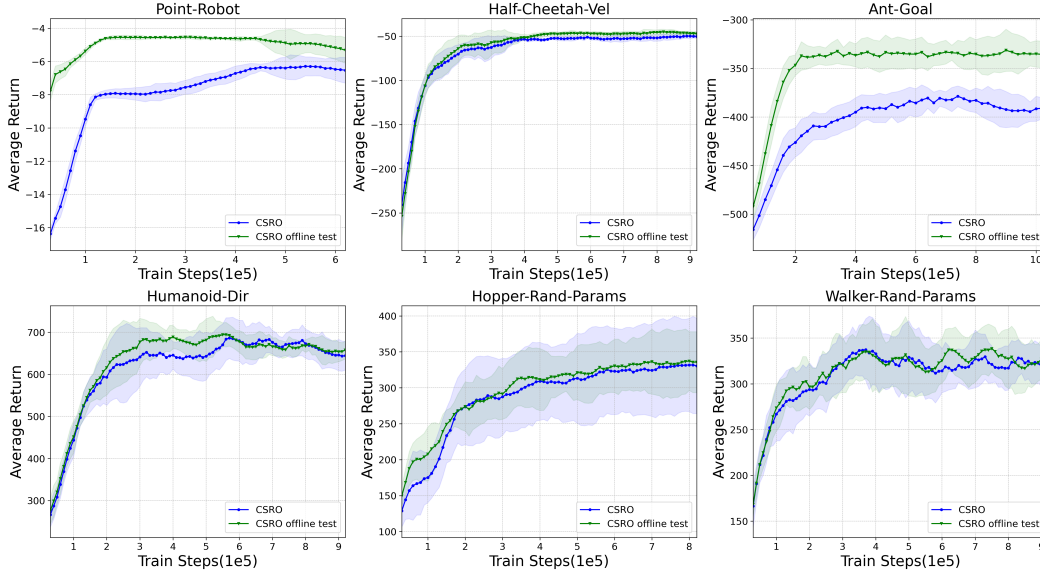 Point-Robot
Average Return
−4
−6
−8
−10
−12
−14
−16
CSRO
CSRO offline test
1 2 3 4 5 6
Train Steps(1e5)
Half-Cheetah-Vel
Average Return
−50
−100
−150
−200
−250
CSRO
CSRO offline test
1 2 3 4 5 6 7 8 9
Train Steps(1e5)
Ant-Goal
Average Return
−300
−350
−400
−450
−500
CSRO
CSRO offline test
2 4 6 8 10
Train Steps(1e5)
Humanoid-Dir
Average Return
700
600
500
400
300
CSRO
CSRO offline test
1 2 3 4 5 6 7 8 9
Train Steps(1e5)
Hopper-Rand-Params
Average Return
400
350
300
250
200
150
100
CSRO
CSRO offline test
1 2 3 4 5 6 7 8
Train Steps(1e5)
Walker-Rand-Params
Average Return
350
300
250
200
150
CSRO
CSRO offline test
1 2 3 4 5 6 7 8 9
Train Steps(1e5)